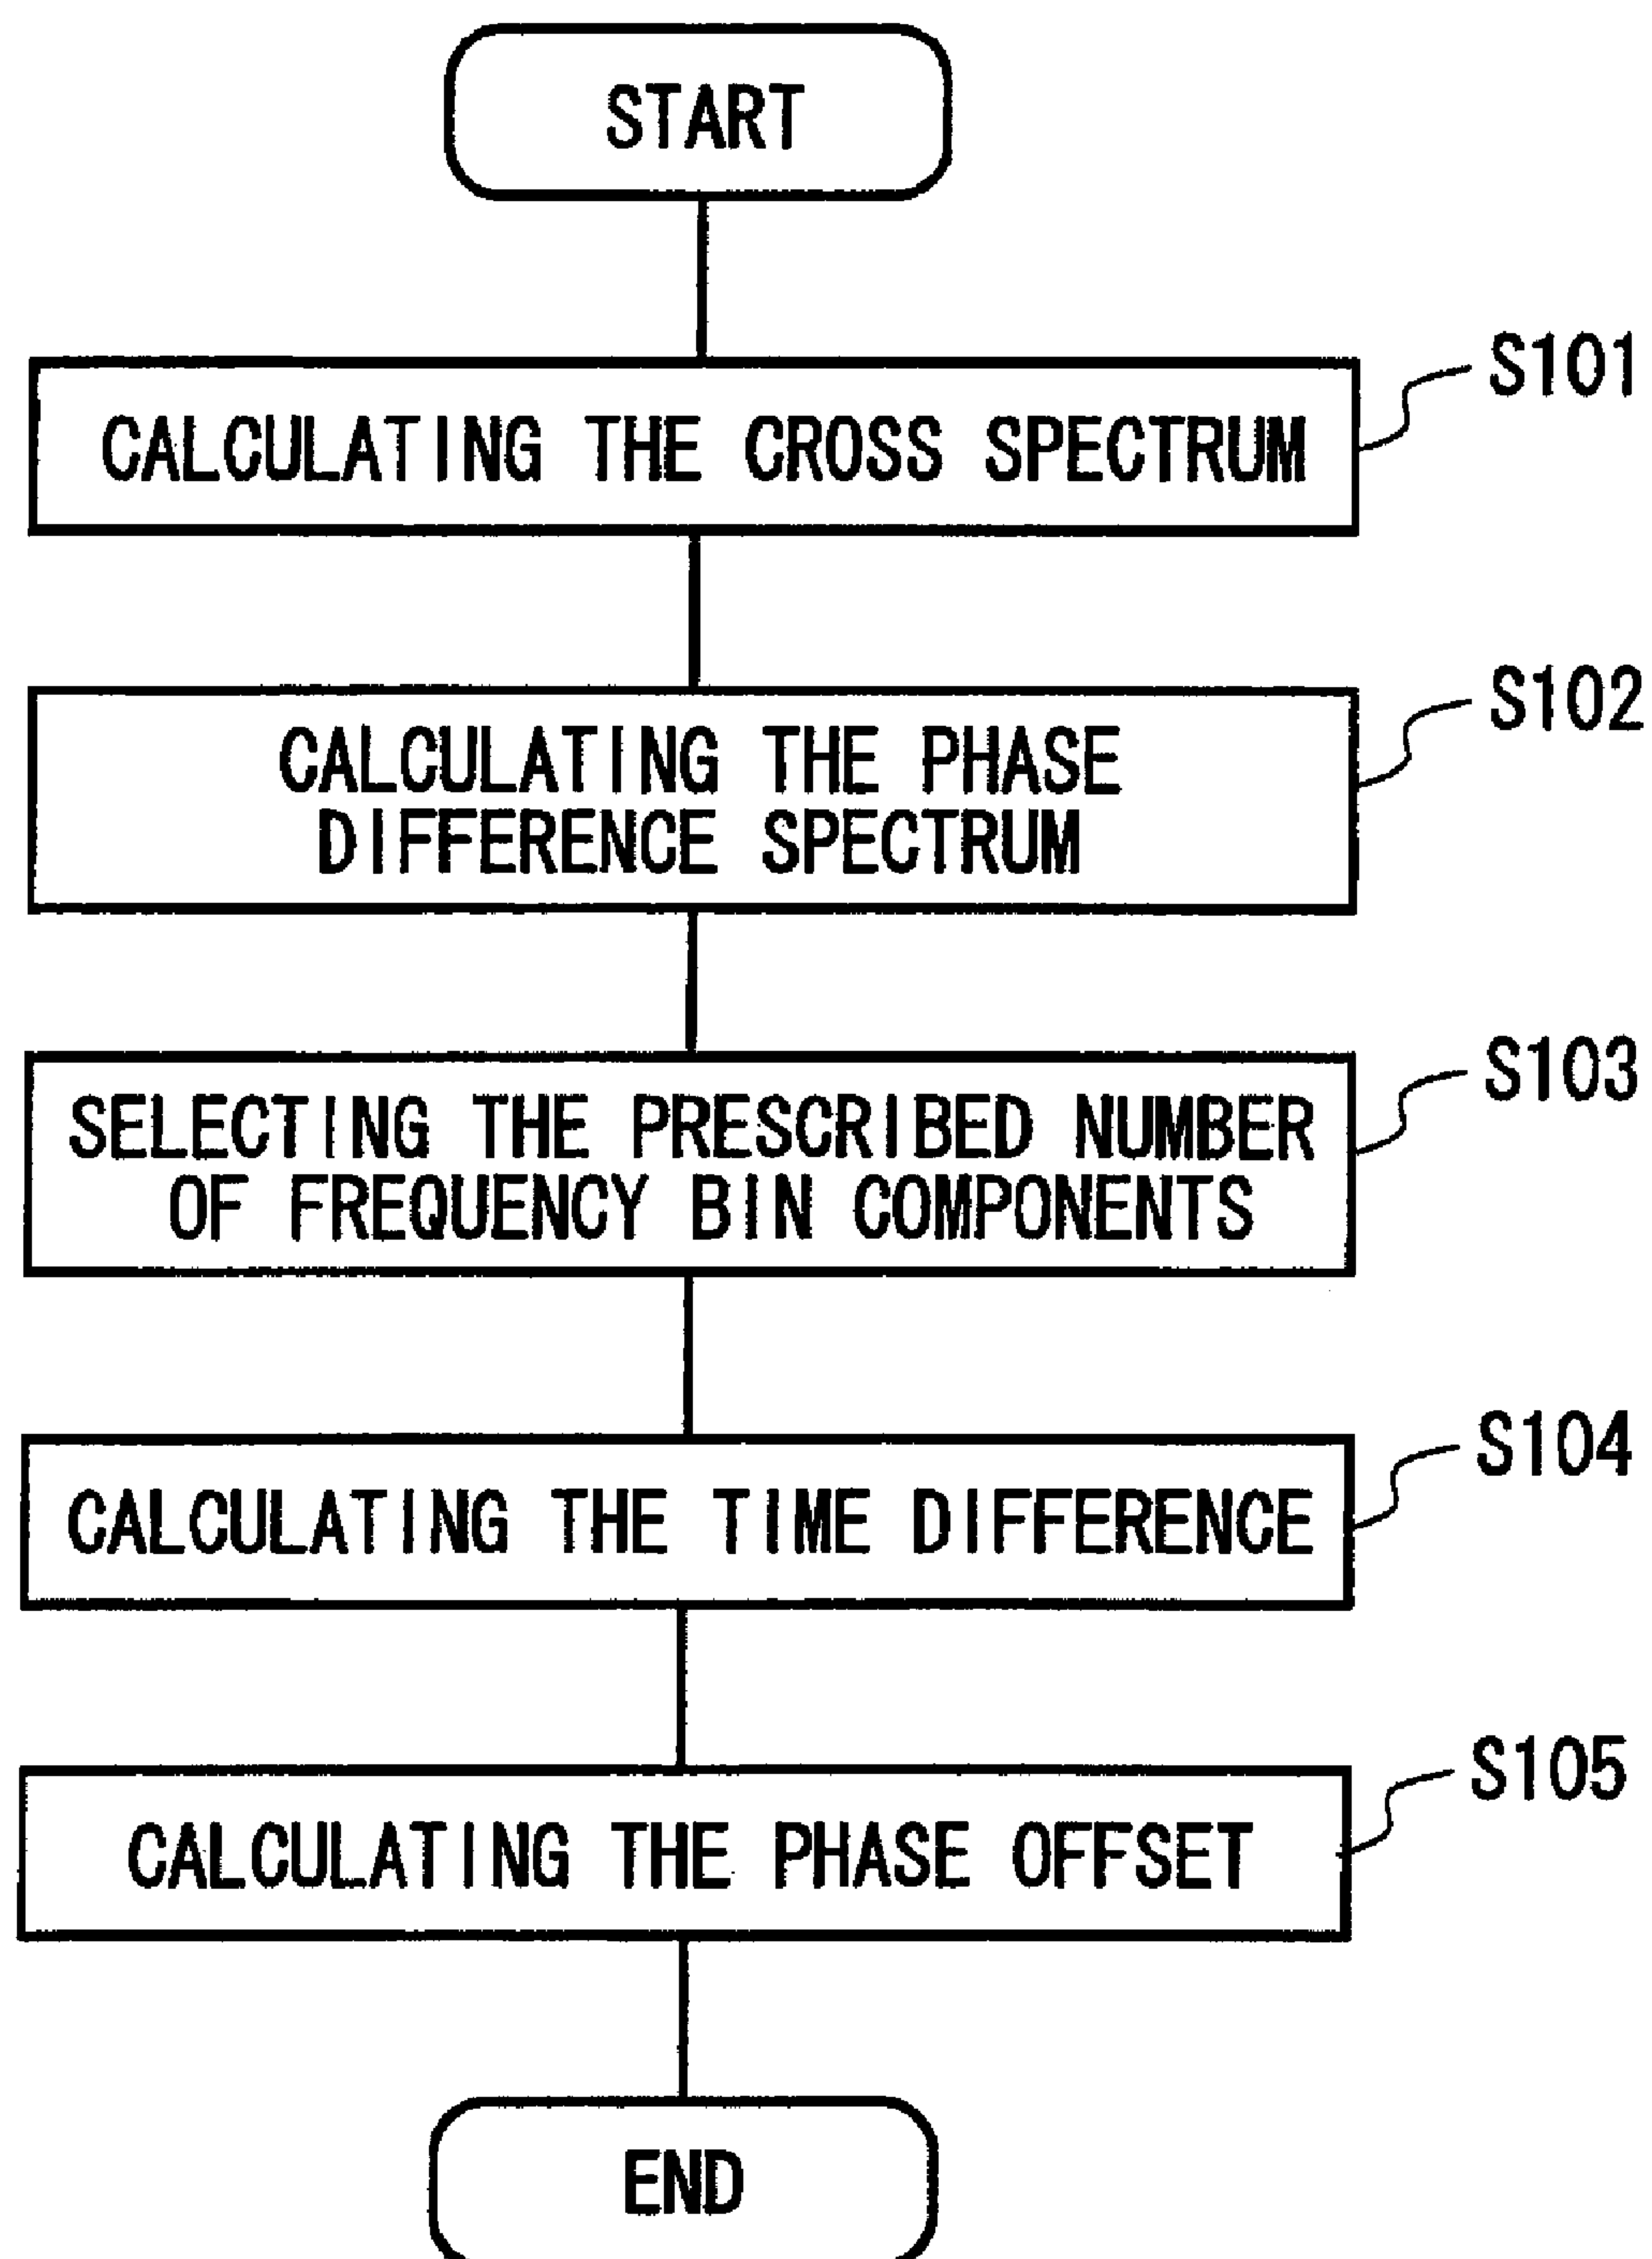 START
S101
CALCULATING THE CROSS SPECTRUM
S102
CALCULATING THE PHASE
DIFFERENCE SPECTRUM
S103
SELECTING THE PRESCRIBED NUMBER
OF FREQUENCY BIN COMPONENTS
S104
CALCULATING THE TIME DIFFERENCE
S105
CALCULATING THE PHASE OFFSET
END